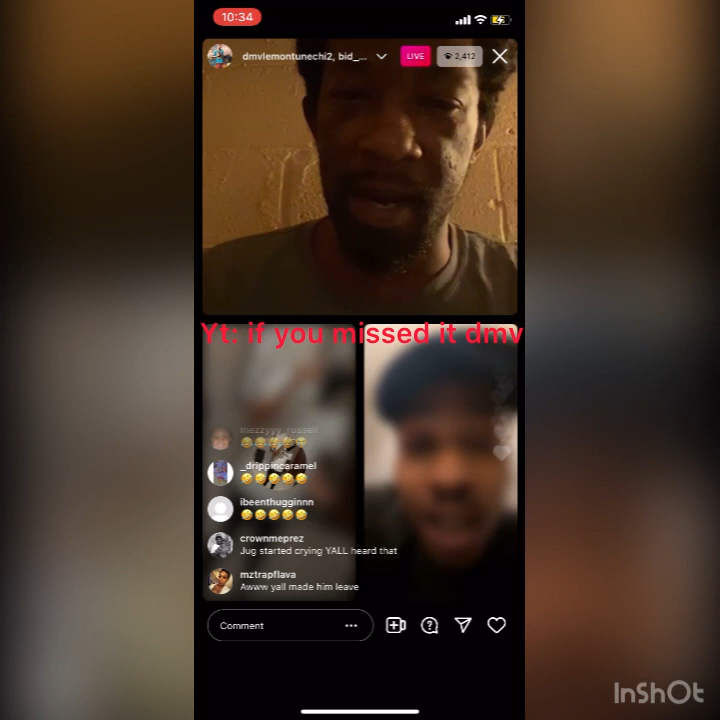 10:34
dmvlemontunechi2, bid_...
LIVE
2,412
Yt: if you missed it dmv
mezzyyy_russell
😂😂😂😂😂
_drippincaramel
🤣🤣🤣🤣🤣
ibeenthugginnn
🤣🤣🤣🤣🤣
crownmeprez
Jug started crying YALL heard that
mztrapflava
Awww yall made him leave
Comment
InShOt